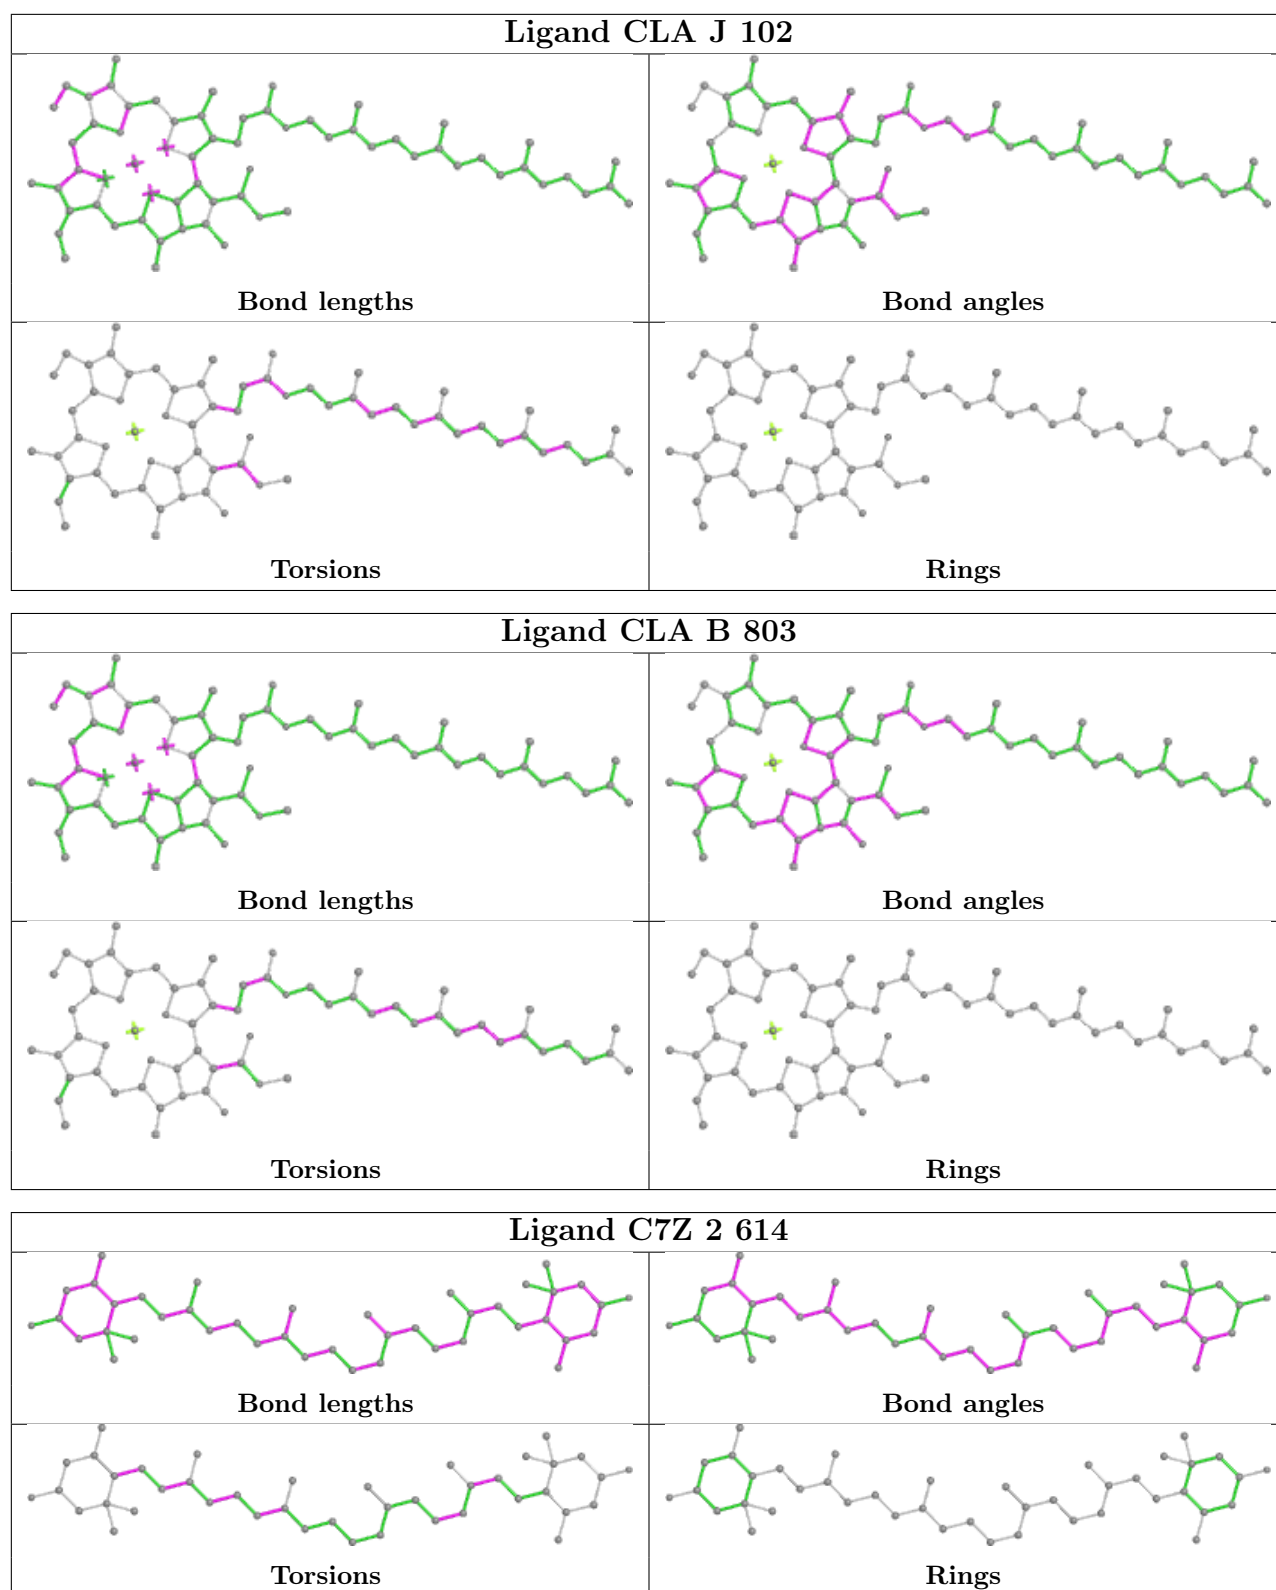 Ligand CLA J 102
Bond lengths
Bond angles
Torsions
Rings
Ligand CLA B 803
Bond lengths
Bond angles
Torsions
Rings
Ligand C7Z 2 614
Bond lengths
Bond angles
Torsions
Rings